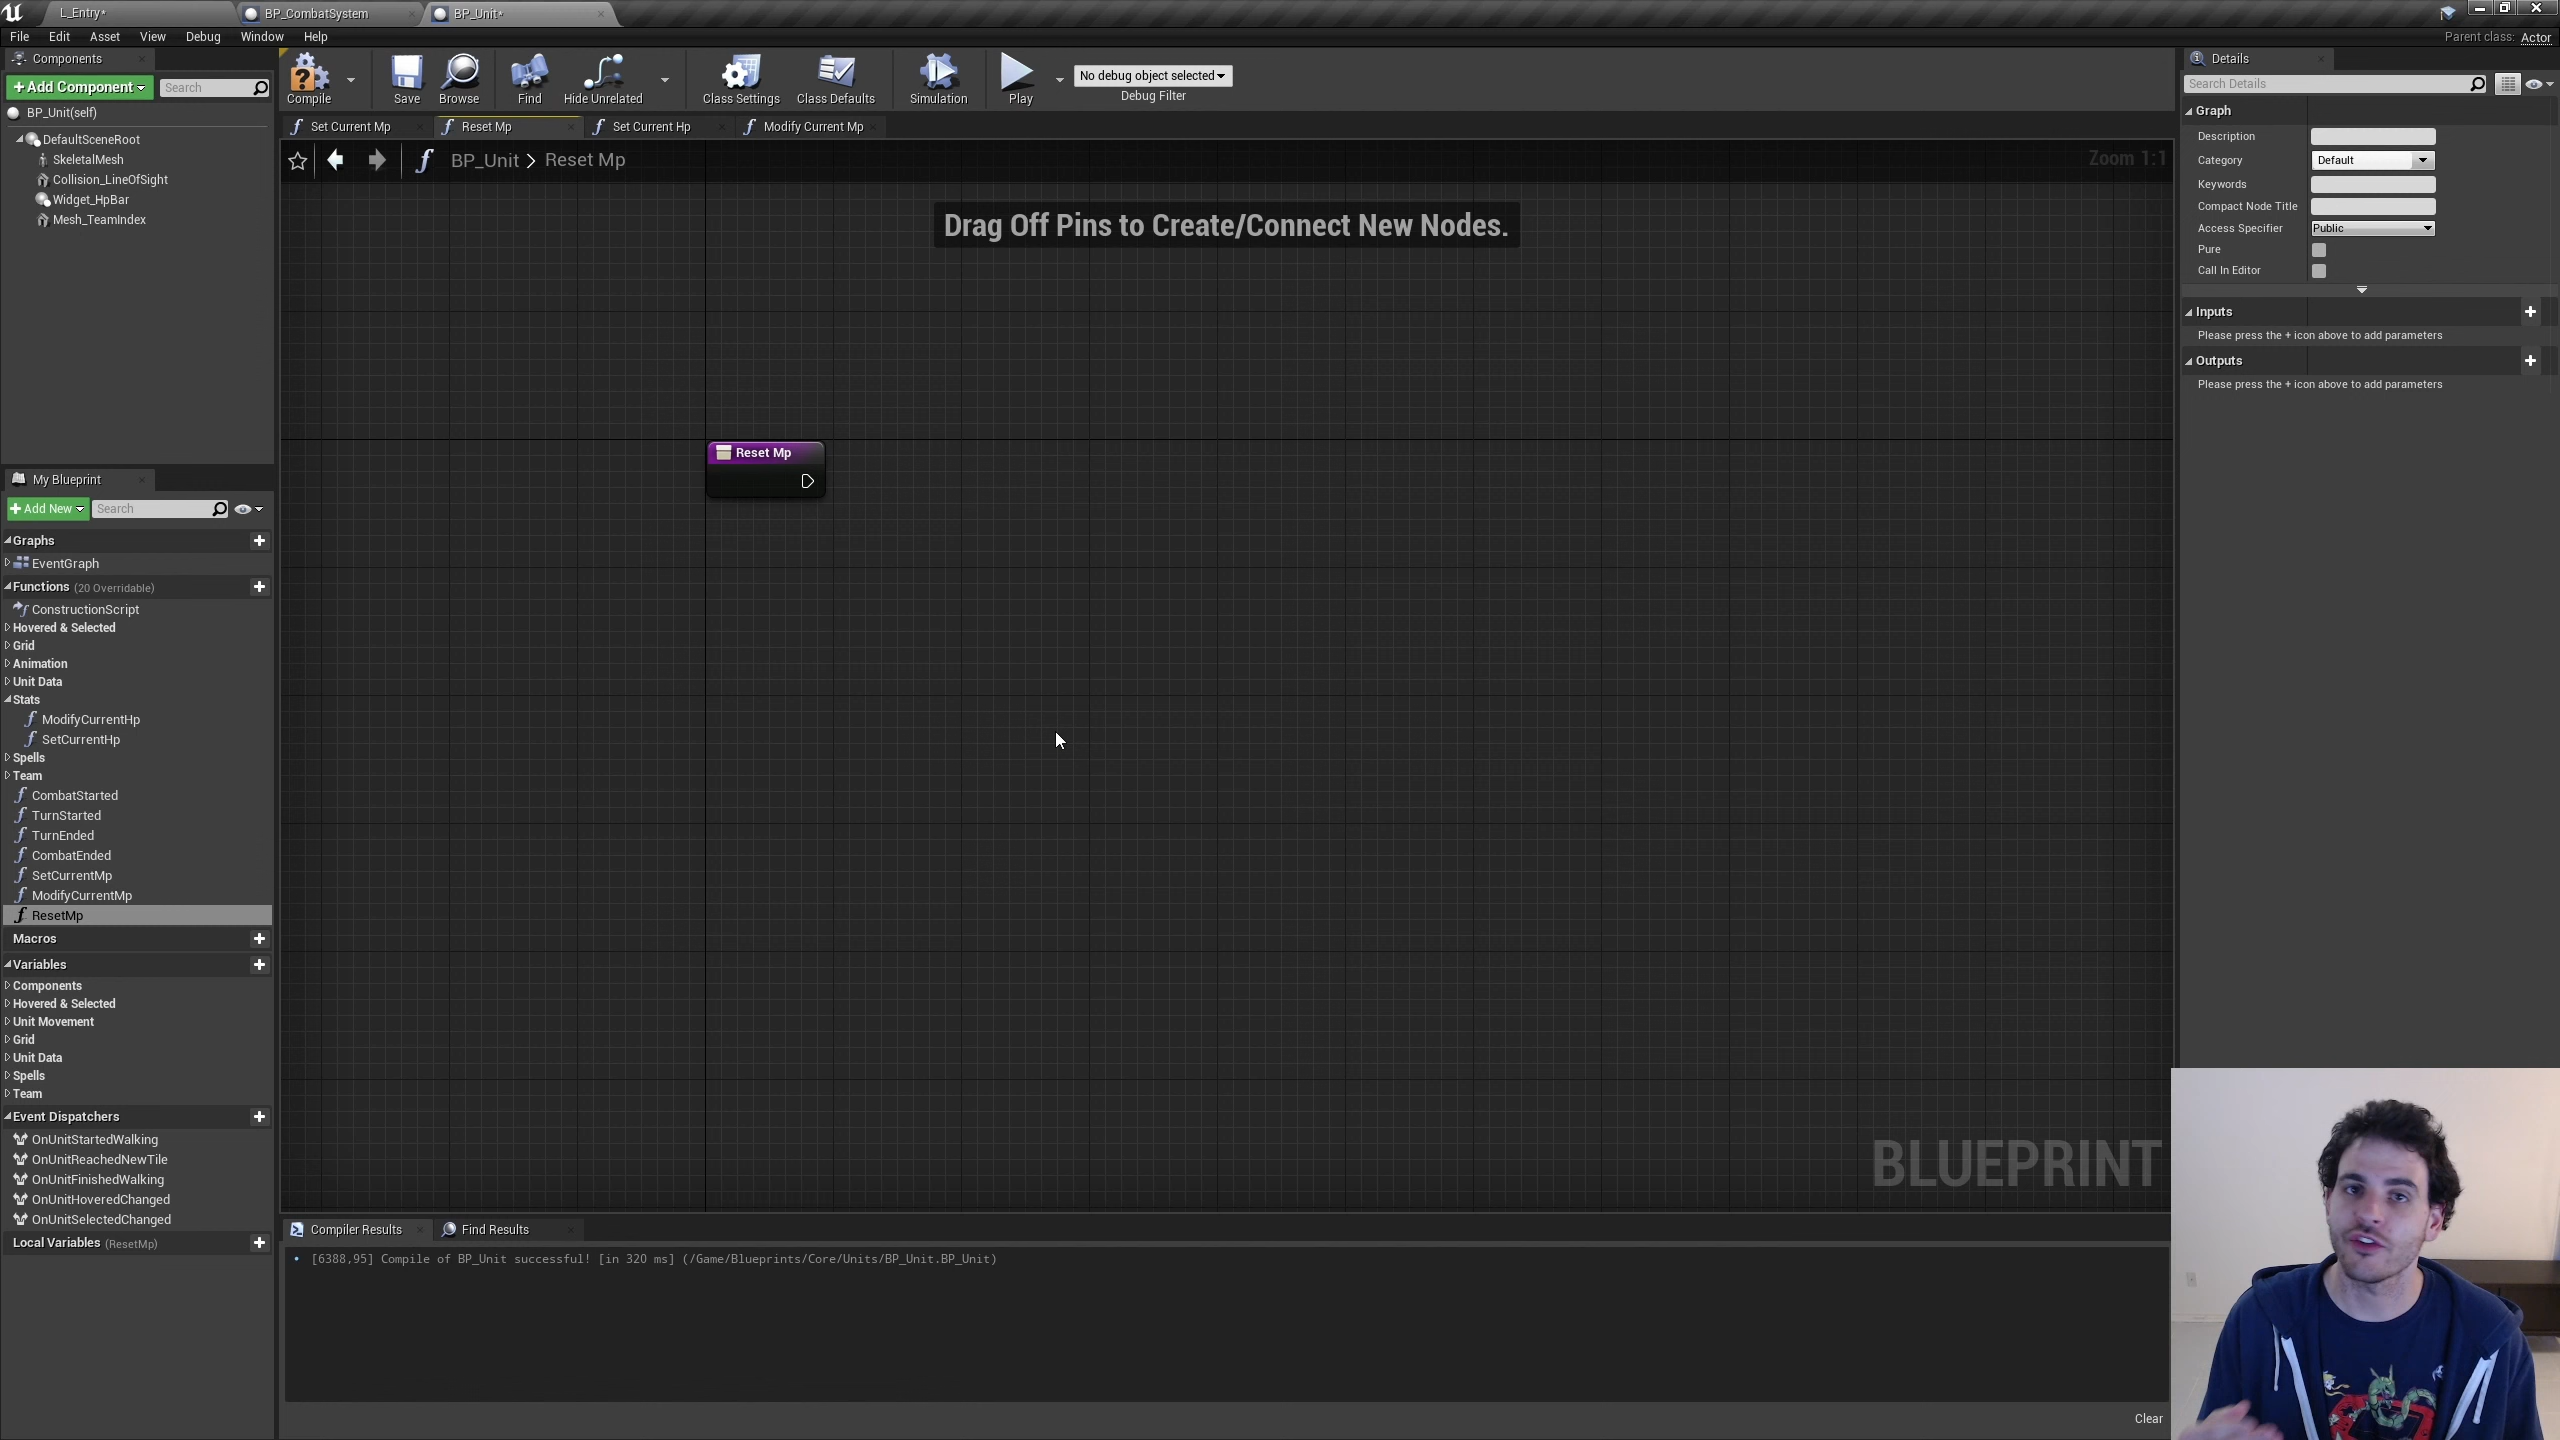 L_Entry*
BP_CombatSystem
BP_Unit*
File Edit Asset View Debug Window Help
Parent class: Actor
Components
+Add Component
Search
BP_Unit(self)
DefaultSceneRoot
SkeletalMesh
Collision_LineOfSight
Widget_HpBar
Mesh_TeamIndex
Compile
Save
Browse
Find
Hide Unrelated
Class Settings
Class Defaults
Simulation
Play
No debug object selected
Debug Filter
Set Current Mp
Reset Mp
Set Current Hp
Modify Current Mp
BP_Unit > Reset Mp
Zoom 1:1
Drag Off Pins to Create/Connect New Nodes.
Reset Mp
BLUEPRINT
My Blueprint
+Add New
Search
Graphs
EventGraph
Functions (20 Overridable)
ConstructionScript
Hovered & Selected
Grid
Animation
Unit Data
Stats
ModifyCurrentHp
SetCurrentHp
Spells
Team
CombatStarted
TurnStarted
TurnEnded
CombatEnded
SetCurrentMp
ModifyCurrentMp
ResetMp
Macros
Variables
Components
Hovered & Selected
Unit Movement
Grid
Unit Data
Spells
Team
Event Dispatchers
OnUnitStartedWalking
OnUnitReachedNewTile
OnUnitFinishedWalking
OnUnitHoveredChanged
OnUnitSelectedChanged
Local Variables (ResetMp)
Compiler Results
Find Results
[6388,95] Compile of BP_Unit successful! [in 320 ms] (/Game/Blueprints/Core/Units/BP_Unit.BP_Unit)
Clear
Details
Search Details
Graph
Description
Category Default
Keywords
Compact Node Title
Access Specifier Public
Pure
Call In Editor
Inputs
Please press the + icon above to add parameters
Outputs
Please press the + icon above to add parameters